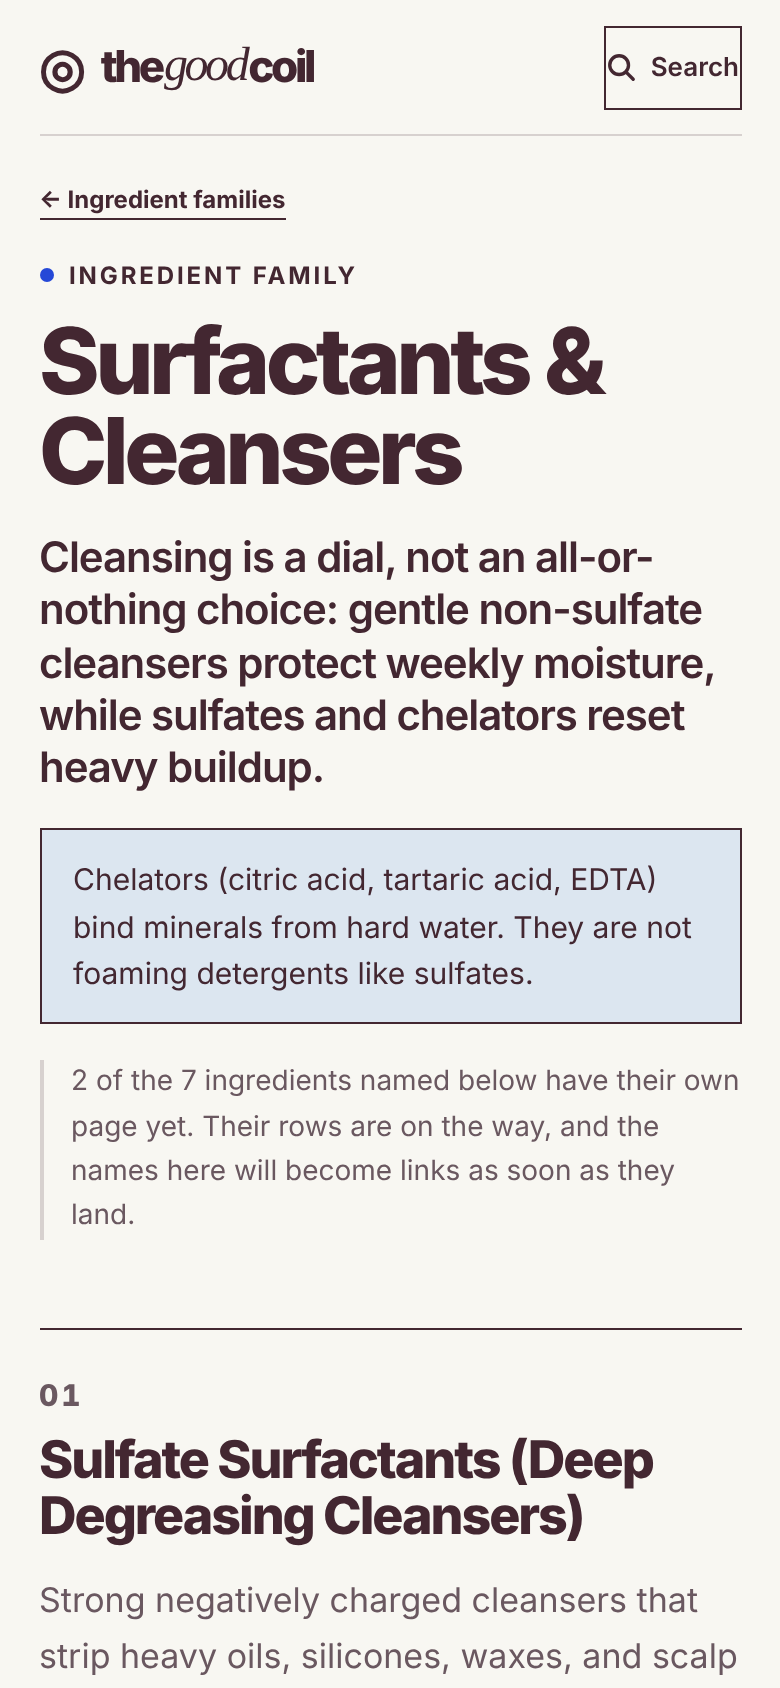 thegoodcoil
Search
← Ingredient families
INGREDIENT FAMILY
Surfactants &
Cleansers
Cleansing is a dial, not an all-or-
nothing choice: gentle non-sulfate
cleansers protect weekly moisture,
while sulfates and chelators reset
heavy buildup.
Chelators (citric acid, tartaric acid, EDTA)
bind minerals from hard water. They are not
foaming detergents like sulfates.
2 of the 7 ingredients named below have their own
page yet. Their rows are on the way, and the
names here will become links as soon as they
land.
01
Sulfate Surfactants (Deep
Degreasing Cleansers)
Strong negatively charged cleansers that
strip heavy oils, silicones, waxes, and scalp